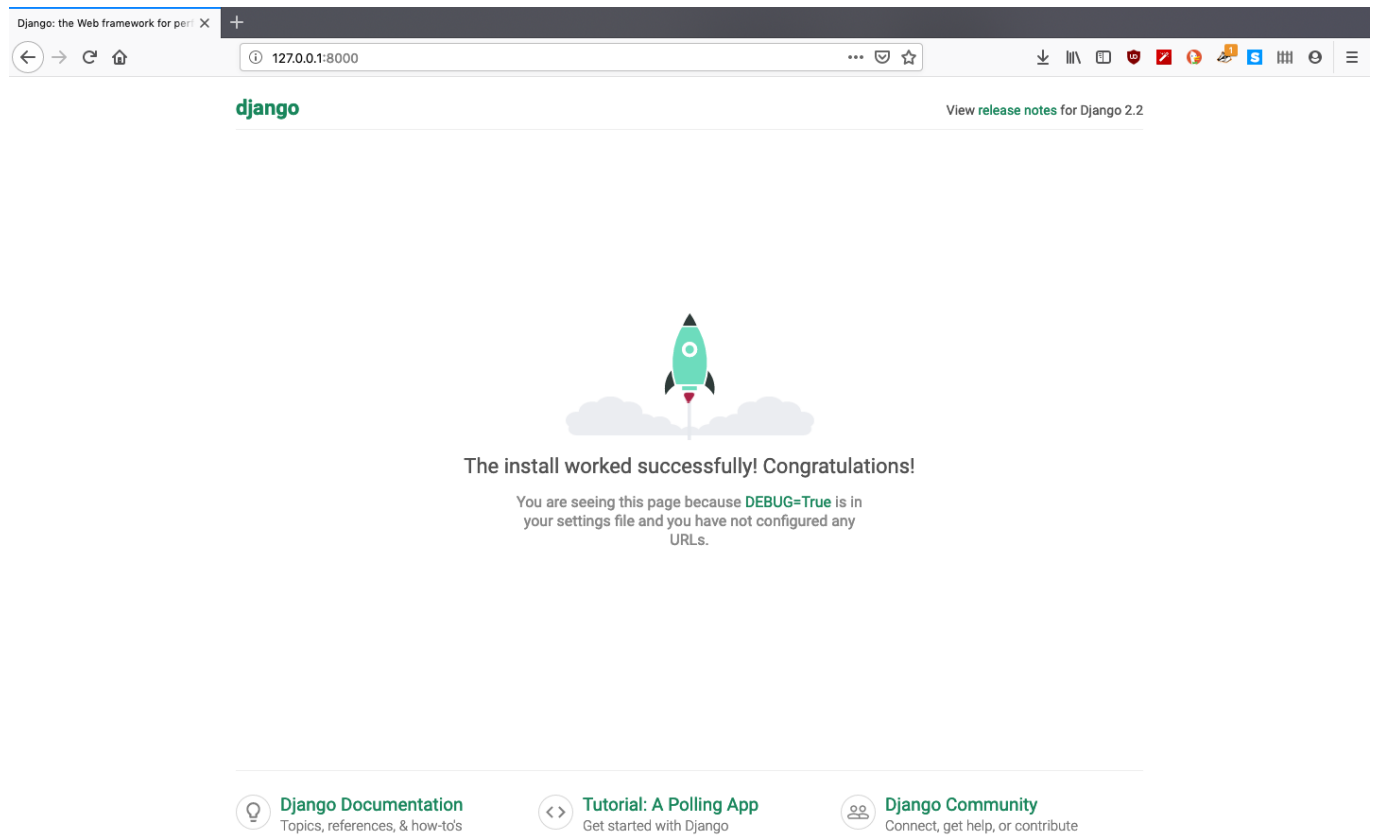 Django: the Web framework for per
127.0.0.1:8000
1
django
View release notes for Django 2.2
The install worked successfully! Congratulations!
You are seeing this page because DEBUG=True is in
your settings file and you have not configured any
URLs.
Django Documentation
Topics, references, & how-to's
Tutorial: A Polling App
Get started with Django
Django Community
Connect, get help, or contribute